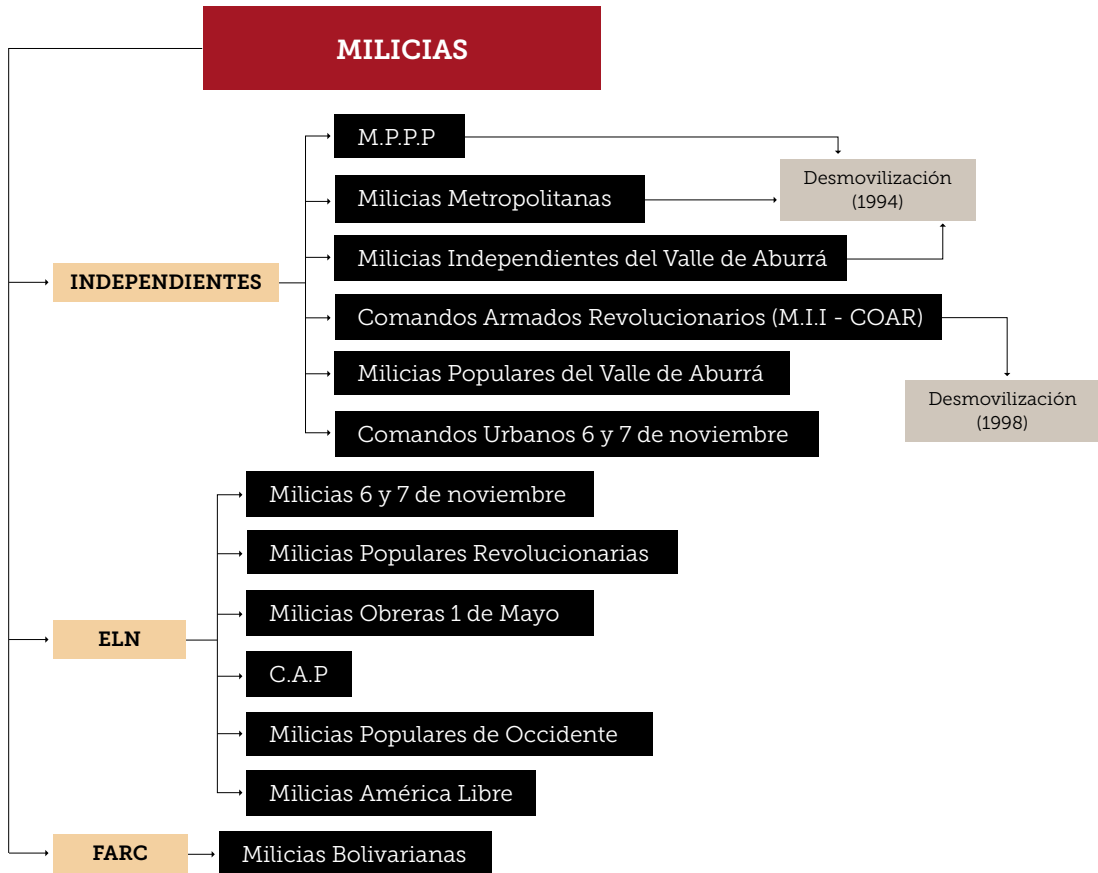 MILICIAS
M.P.P.P
Desmovilización
(1994)
Milicias Metropolitanas
Milicias Independientes del Valle de Aburrá
INDEPENDIENTES
Comandos Armados Revolucionarios (M.I.I - COAR)
Milicias Populares del Valle de Aburrá
Desmovilización
(1998)
Comandos Urbanos 6 y 7 de noviembre
Milicias 6 y 7 de noviembre
Milicias Populares Revolucionarias
Milicias Obreras 1 de Mayo
ELN
C.A.P
Milicias Populares de Occidente
Milicias América Libre
FARC
Milicias Bolivarianas